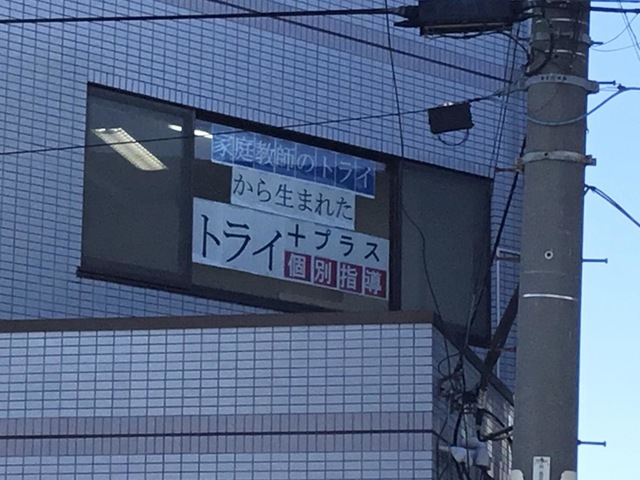 家庭教師のトライ
から生まれた
トライ+プラス
個別指導